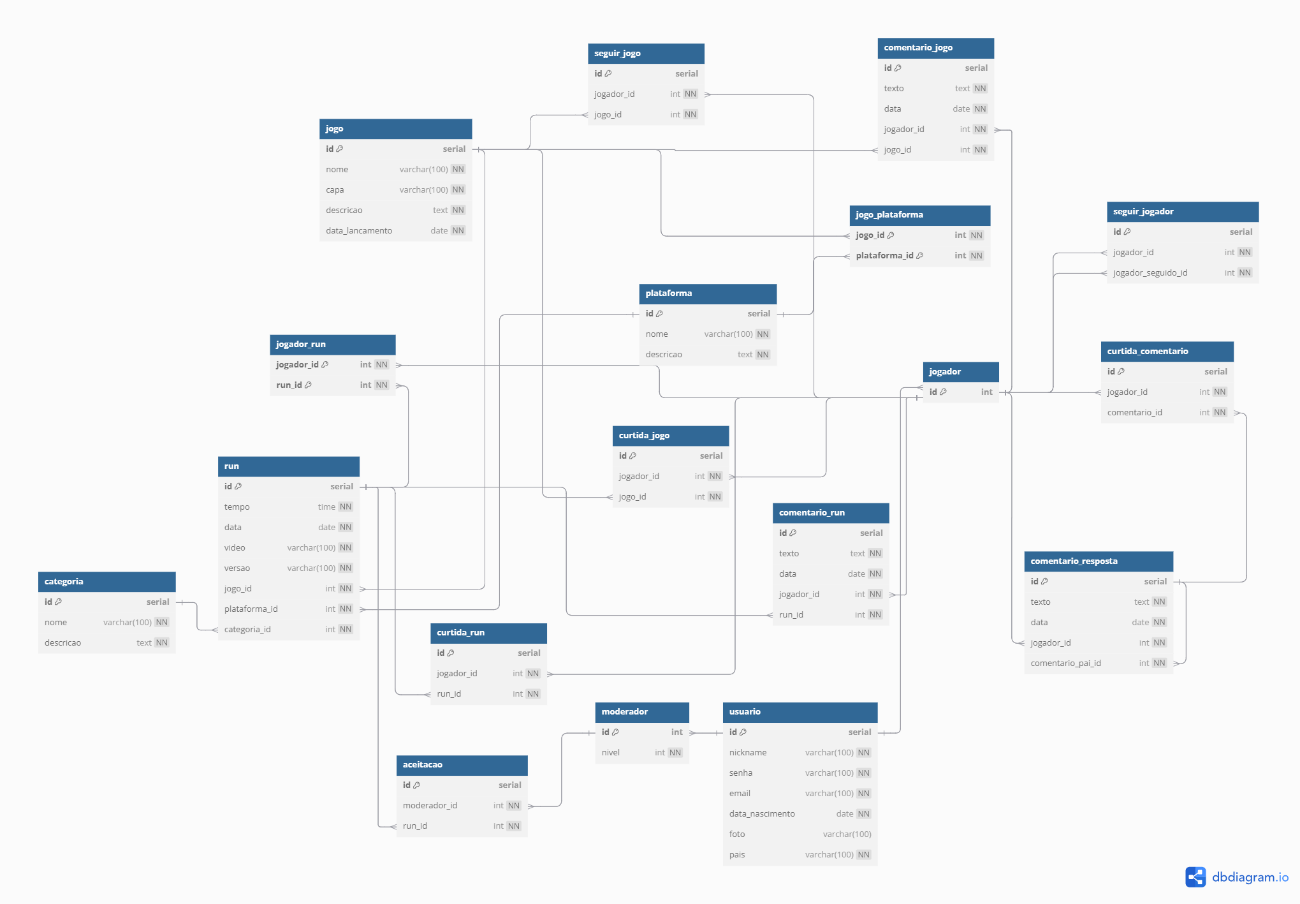 seguir_jogo
id serial
jogador_id int NN
jogo_id int NN
comentario_jogo
id serial
texto text NN
data date NN
jogador_id int NN
jogo_id int NN
jogo
id serial
nome varchar(100) NN
capa varchar(100) NN
descricao text NN
data_lancamento date NN
jogo_plataforma
jogo_id int NN
plataforma_id int NN
seguir_jogador
id serial
jogador_id int NN
jogador_seguido_id int NN
plataforma
id serial
nome varchar(100) NN
descricao text NN
jogador_run
jogador_id int NN
run_id int NN
jogador
id int
curtida_comentario
id serial
jogador_id int NN
comentario_id int NN
curtida_jogo
id serial
jogador_id int NN
jogo_id int NN
run
id serial
tempo time NN
data date NN
video varchar(100) NN
versao varchar(100) NN
jogo_id int NN
plataforma_id int NN
categoria_id int NN
comentario_run
id serial
texto text NN
data date NN
jogador_id int NN
run_id int NN
comentario_resposta
id serial
texto text NN
data date NN
jogador_id int NN
comentario_pai_id int NN
categoria
id serial
nome varchar(100) NN
descricao text NN
curtida_run
id serial
jogador_id int NN
run_id int NN
moderador
id int
nivel int NN
usuario
id serial
nickname varchar(100) NN
senha varchar(100) NN
email varchar(100) NN
data_nascimento date NN
foto varchar(100)
pais varchar(100) NN
aceitacao
id serial
moderador_id int NN
run_id int NN
dbdiagram.io